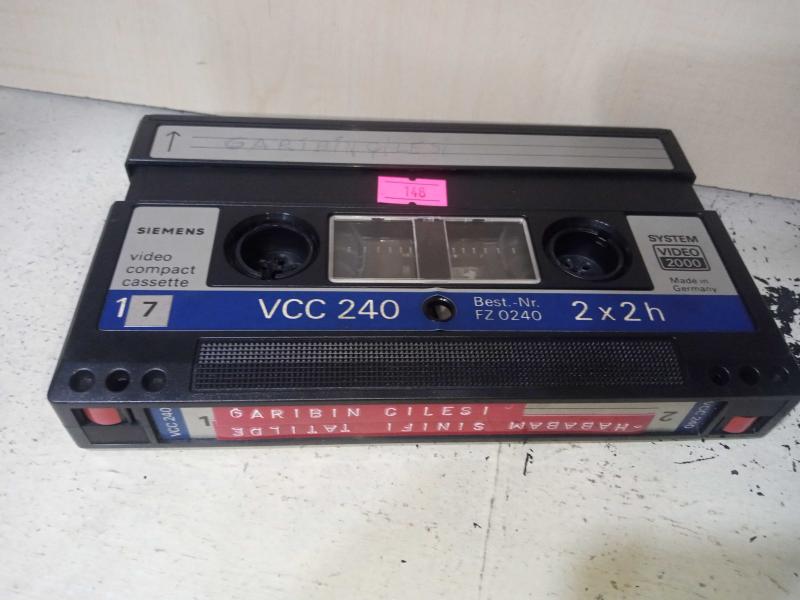 GARIBIN ÇILESI
148
SIEMENS
video
compact
cassette
SYSTEM
VIDEO
2000
Made in
Germany
1 7
VCC 240
Best.-Nr.
FZ 0240
2 x 2 h
VCC 240
1
GARIBIN CILESI
HABABAM SINIFI TATILDE
2
VCC 240